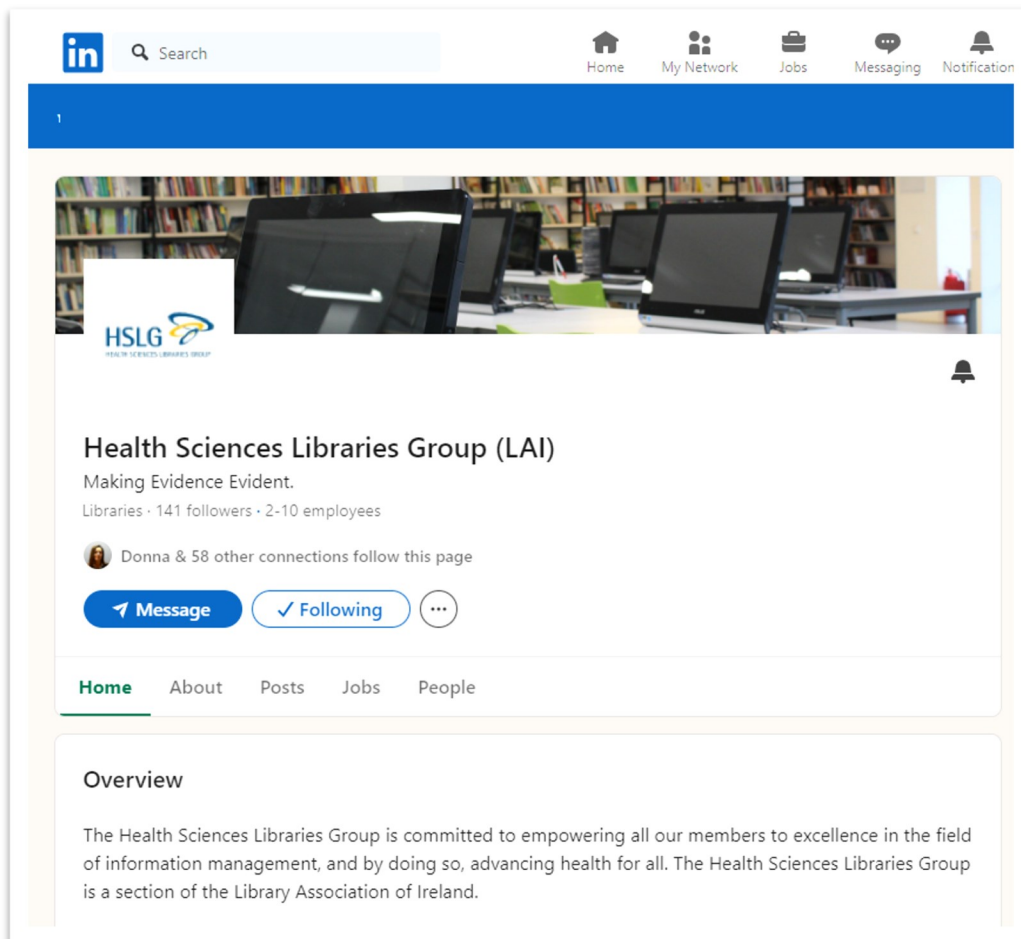 in Search
Home My Network Jobs Messaging Notification
1
HSLG
HEALTH SCIENCES LIBRARIES GROUP
Health Sciences Libraries Group (LAI)
Making Evidence Evident.
Libraries · 141 followers · 2-10 employees
Donna & 58 other connections follow this page
Message Following ···
Home About Posts Jobs People
Overview
The Health Sciences Libraries Group is committed to empowering all our members to excellence in the field
of information management, and by doing so, advancing health for all. The Health Sciences Libraries Group
is a section of the Library Association of Ireland.